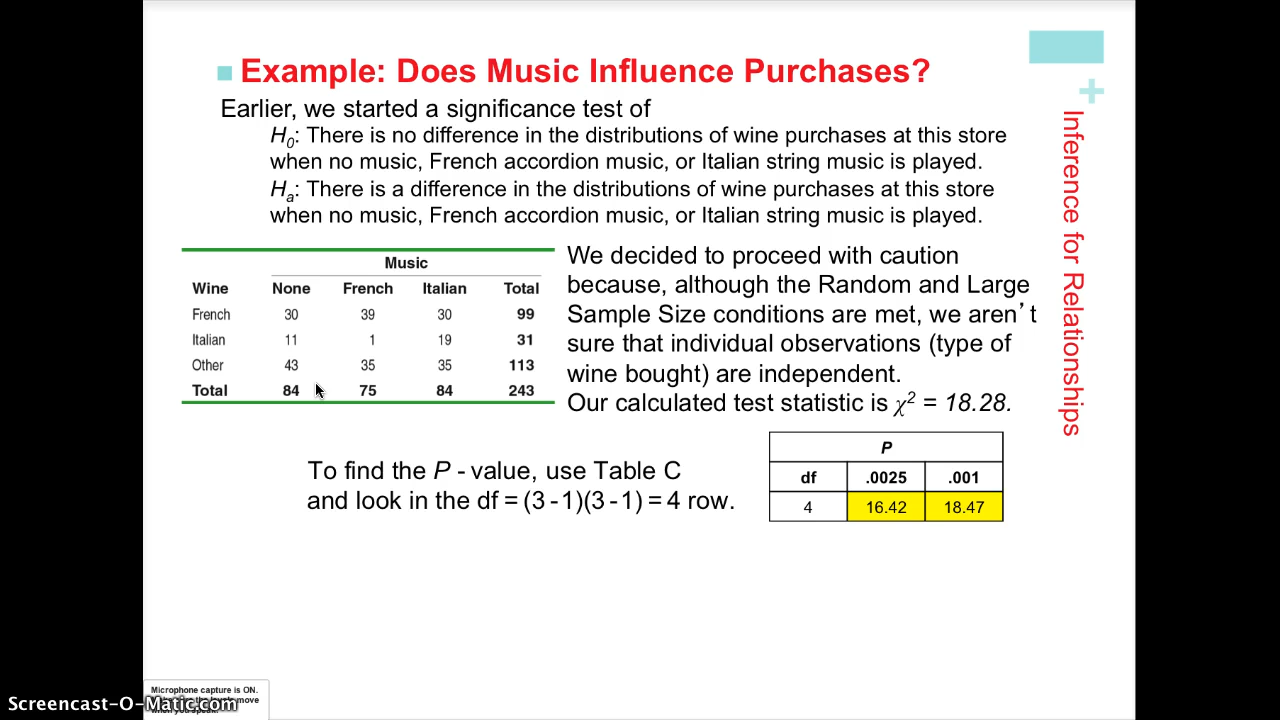 Example: Does Music Influence Purchases?
Earlier, we started a significance test of
H0: There is no difference in the distributions of wine purchases at this store
when no music, French accordion music, or Italian string music is played.
Ha: There is a difference in the distributions of wine purchases at this store
when no music, French accordion music, or Italian string music is played.
Music
Wine None French Italian Total
French 30 39 30 99
Italian 11 1 19 31
Other 43 35 35 113
Total 84 75 84 243
We decided to proceed with caution
because, although the Random and Large
Sample Size conditions are met, we aren't
sure that individual observations (type of
wine bought) are independent.
Our calculated test statistic is χ² = 18.28.
To find the P - value, use Table C
and look in the df = (3 - 1)(3 - 1) = 4 row.
P
df .0025 .001
4 16.42 18.47
+
Inference for Relationships
Microphone capture is ON.
move
Screencast-O-Matic.com